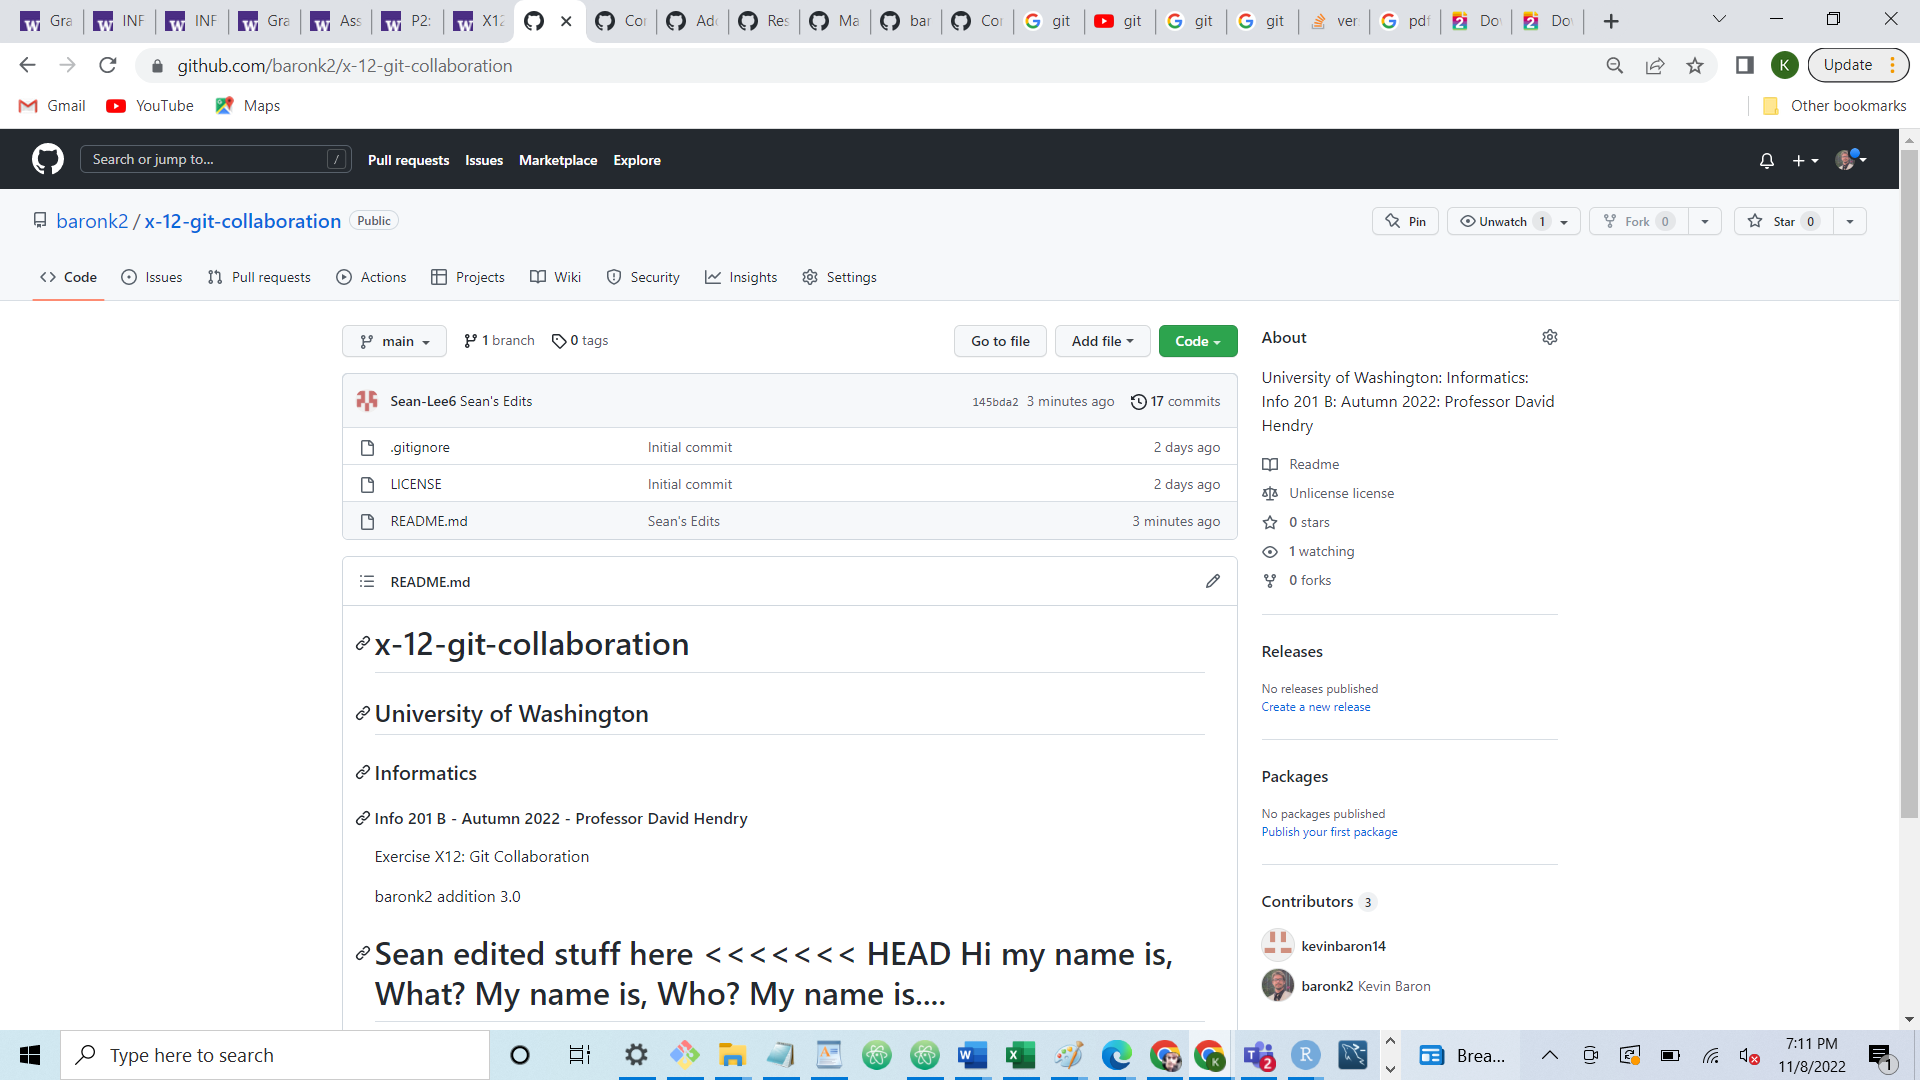 Gra INF INF Gra Ass P2: X12 Cor Add Res Ma bar Cor git git git git ver pdf Do Do
github.com/baronk2/x-12-git-collaboration
K
Update
Gmail YouTube Maps Other bookmarks
Search or jump to... / Pull requests Issues Marketplace Explore
baronk2 / x-12-git-collaboration Public
Pin Unwatch 1 Fork 0 Star 0
Code Issues Pull requests Actions Projects Wiki Security Insights Settings
main 1 branch 0 tags Go to file Add file Code
Sean-Lee6 Sean's Edits 145bda2 3 minutes ago 17 commits
.gitignore Initial commit 2 days ago
LICENSE Initial commit 2 days ago
README.md Sean's Edits 3 minutes ago
README.md
x-12-git-collaboration
University of Washington
Informatics
Info 201 B - Autumn 2022 - Professor David Hendry
Exercise X12: Git Collaboration
baronk2 addition 3.0
Sean edited stuff here <<<<<<< HEAD Hi my name is,
What? My name is, Who? My name is....
About
University of Washington: Informatics:
Info 201 B: Autumn 2022: Professor David
Hendry
Readme
Unlicense license
0 stars
1 watching
0 forks
Releases
No releases published
Create a new release
Packages
No packages published
Publish your first package
Contributors 3
kevinbaron14
baronk2 Kevin Baron
Type here to search
Brea...
7:11 PM
11/8/2022
1